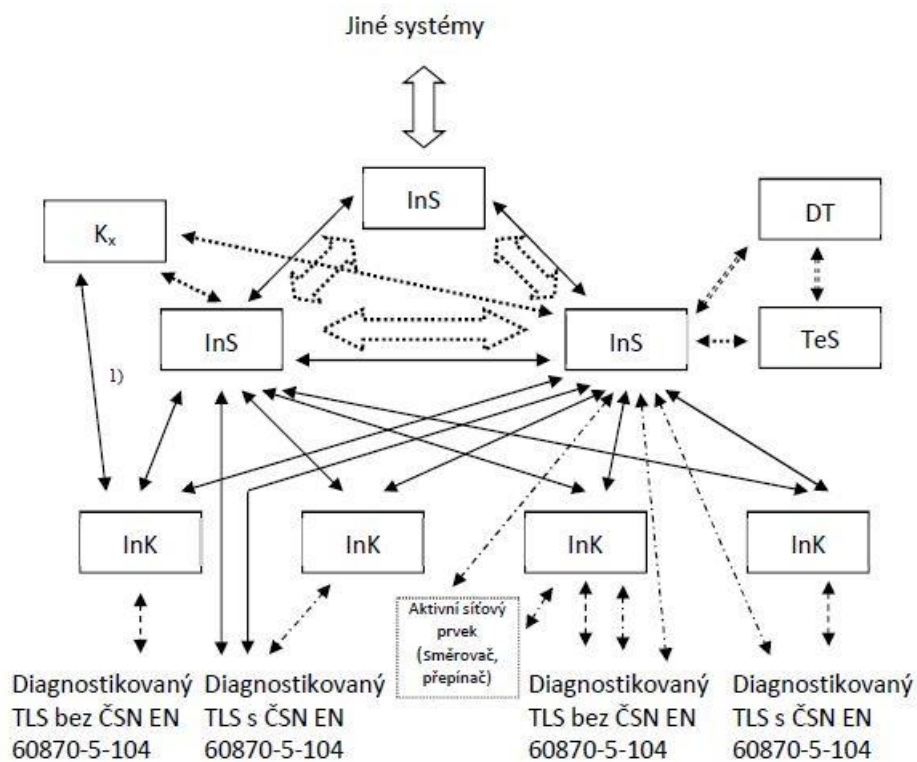 Jiné systémy
InS
Kₓ
DT
InS
InS
TeS
1)
InK
InK
InK
InK
Aktivní síťový
prvek
(Směrovač,
přepínač)
Diagnostikovaný
TLS bez ČSN EN
60870-5-104
Diagnostikovaný
TLS s ČSN EN
60870-5-104
Diagnostikovaný
TLS bez ČSN EN
60870-5-104
Diagnostikovaný
TLS s ČSN EN
60870-5-104